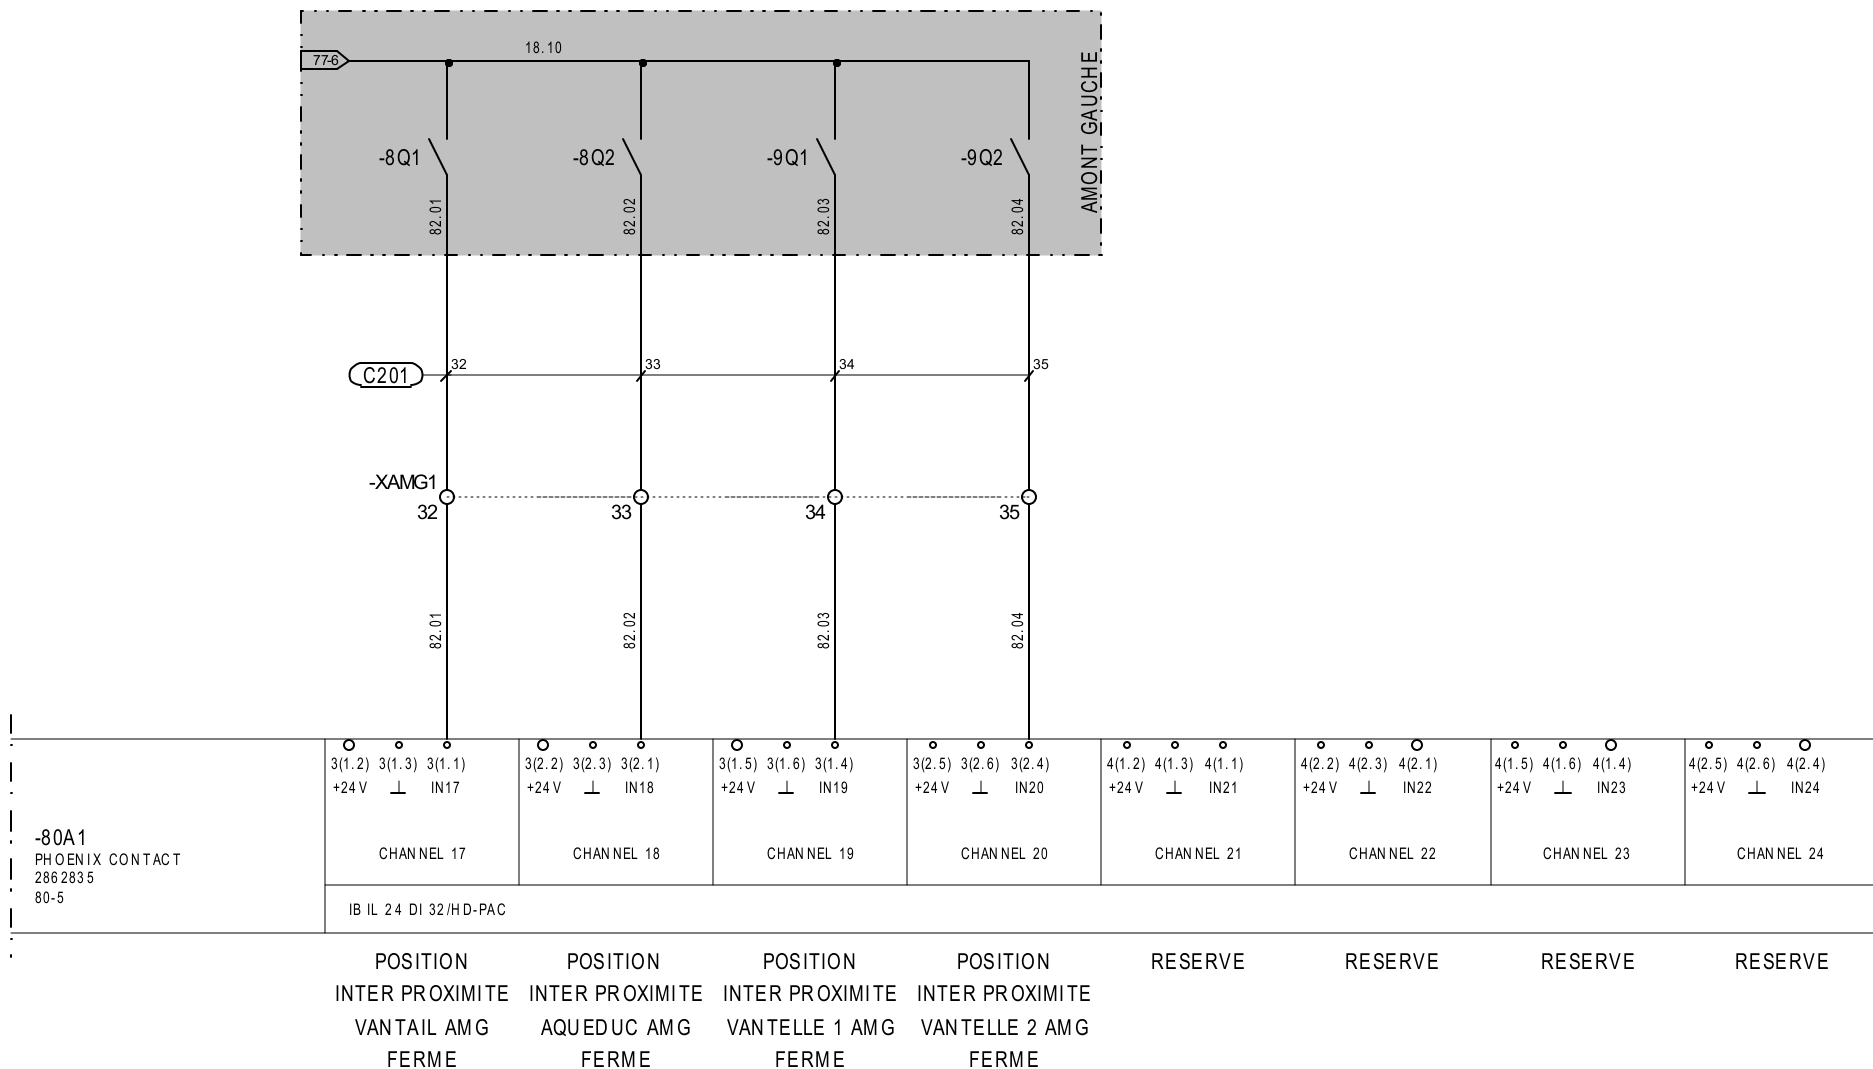 77-6
18.10
AMONT GAUCHE
-8Q1
-8Q2
-9Q1
-9Q2
82.01
82.02
82.03
82.04
C201
32
33
34
35
-XAMG1
32
33
34
35
82.01
82.02
82.03
82.04
3(1.2) 3(1.3) 3(1.1)
+24V ⊥ IN17
CHANNEL 17
3(2.2) 3(2.3) 3(2.1)
+24V ⊥ IN18
CHANNEL 18
3(1.5) 3(1.6) 3(1.4)
+24V ⊥ IN19
CHANNEL 19
3(2.5) 3(2.6) 3(2.4)
+24V ⊥ IN20
CHANNEL 20
4(1.2) 4(1.3) 4(1.1)
+24V ⊥ IN21
CHANNEL 21
4(2.2) 4(2.3) 4(2.1)
+24V ⊥ IN22
CHANNEL 22
4(1.5) 4(1.6) 4(1.4)
+24V ⊥ IN23
CHANNEL 23
4(2.5) 4(2.6) 4(2.4)
+24V ⊥ IN24
CHANNEL 24
-80A1
PHOENIX CONTACT
2862835
80-5
IB IL 24 DI 32/HD-PAC
POSITION
INTER PROXIMITE
VANTAIL AMG
FERME
POSITION
INTER PROXIMITE
AQUEDUC AMG
FERME
POSITION
INTER PROXIMITE
VANTELLE 1 AMG
FERME
POSITION
INTER PROXIMITE
VANTELLE 2 AMG
FERME
RESERVE
RESERVE
RESERVE
RESERVE